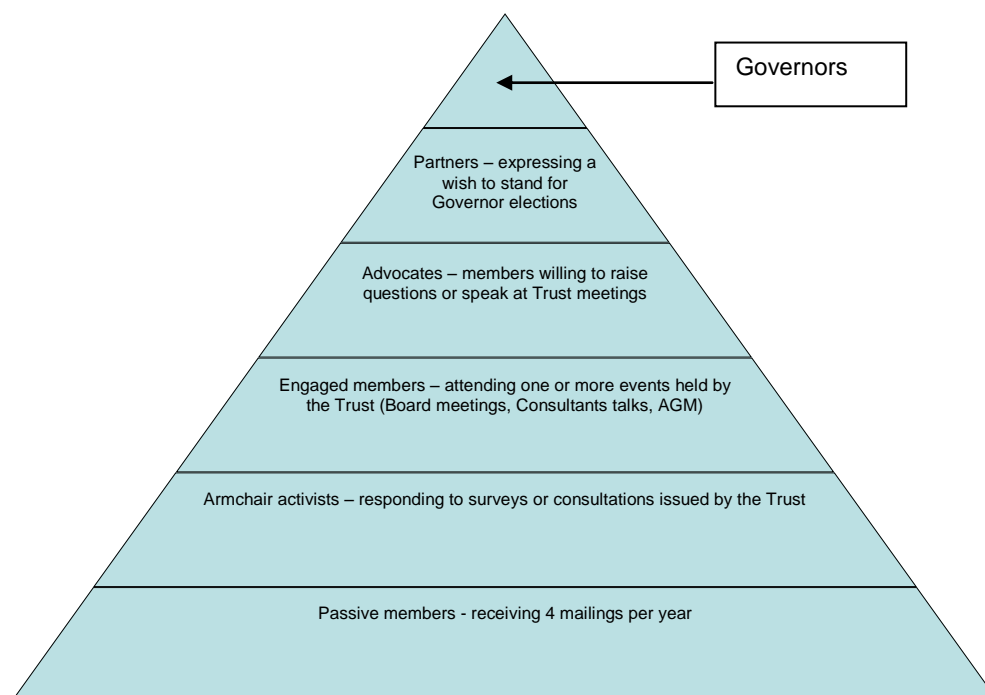 Governors
Partners – expressing a
wish to stand for
Governor elections
Advocates – members willing to raise
questions or speak at Trust meetings
Engaged members – attending one or more events held by
the Trust (Board meetings, Consultants talks, AGM)
Armchair activists – responding to surveys or consultations issued by the Trust
Passive members - receiving 4 mailings per year